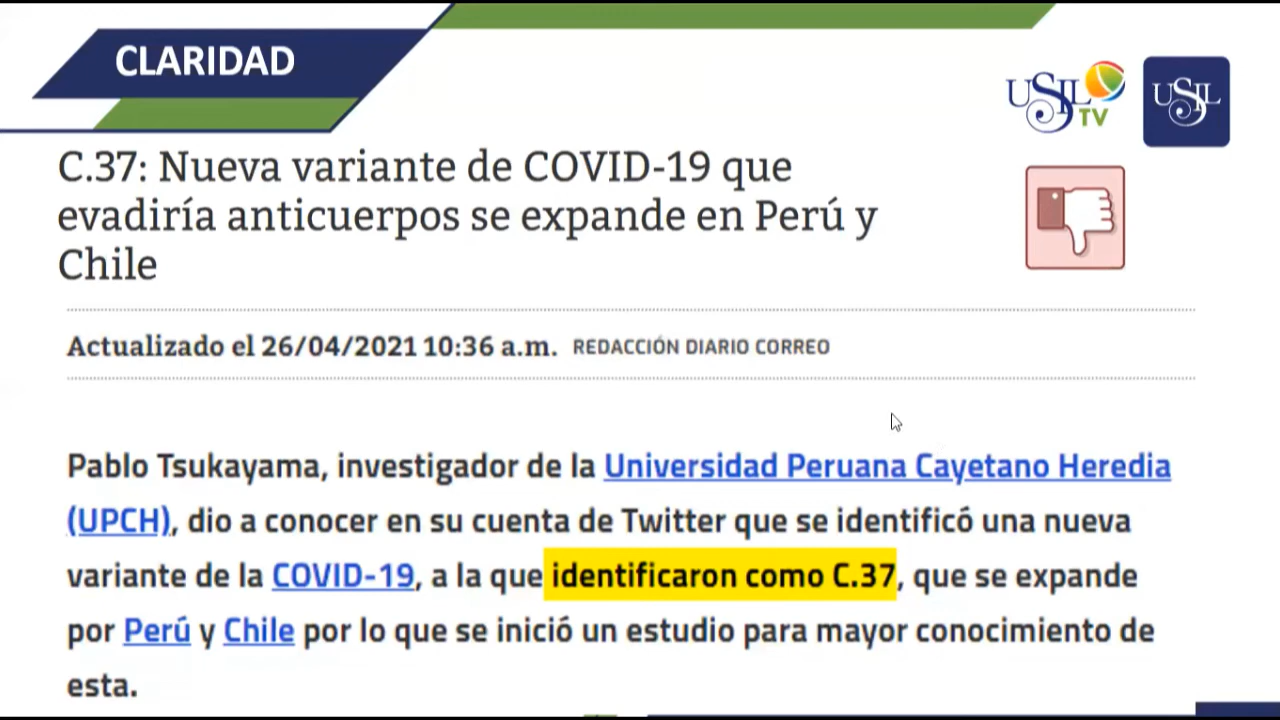 CLARIDAD
USIL
TV
USIL
C.37: Nueva variante de COVID-19 que
evadiría anticuerpos se expande en Perú y
Chile
Actualizado el 26/04/2021 10:36 a.m. REDACCIÓN DIARIO CORREO
Pablo Tsukayama, investigador de la Universidad Peruana Cayetano Heredia
(UPCH), dio a conocer en su cuenta de Twitter que se identificó una nueva
variante de la COVID-19, a la que identificaron como C.37, que se expande
por Perú y Chile por lo que se inició un estudio para mayor conocimiento de
esta.